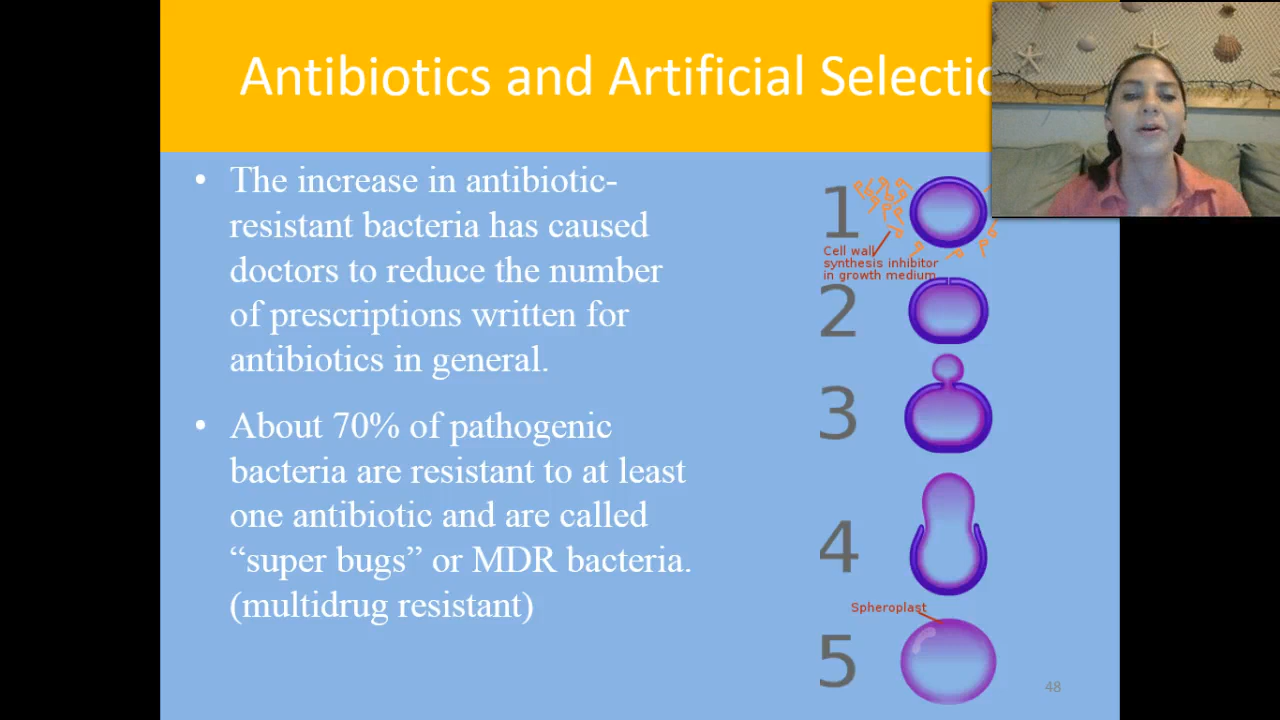 Antibiotics and Artificial Selectio
• The increase in antibiotic-
resistant bacteria has caused
doctors to reduce the number
of prescriptions written for
antibiotics in general.
• About 70% of pathogenic
bacteria are resistant to at least
one antibiotic and are called
“super bugs” or MDR bacteria.
(multidrug resistant)
1
Cell wall
synthesis inhibitor
in growth medium
2
3
4
Spheroplast
5
48